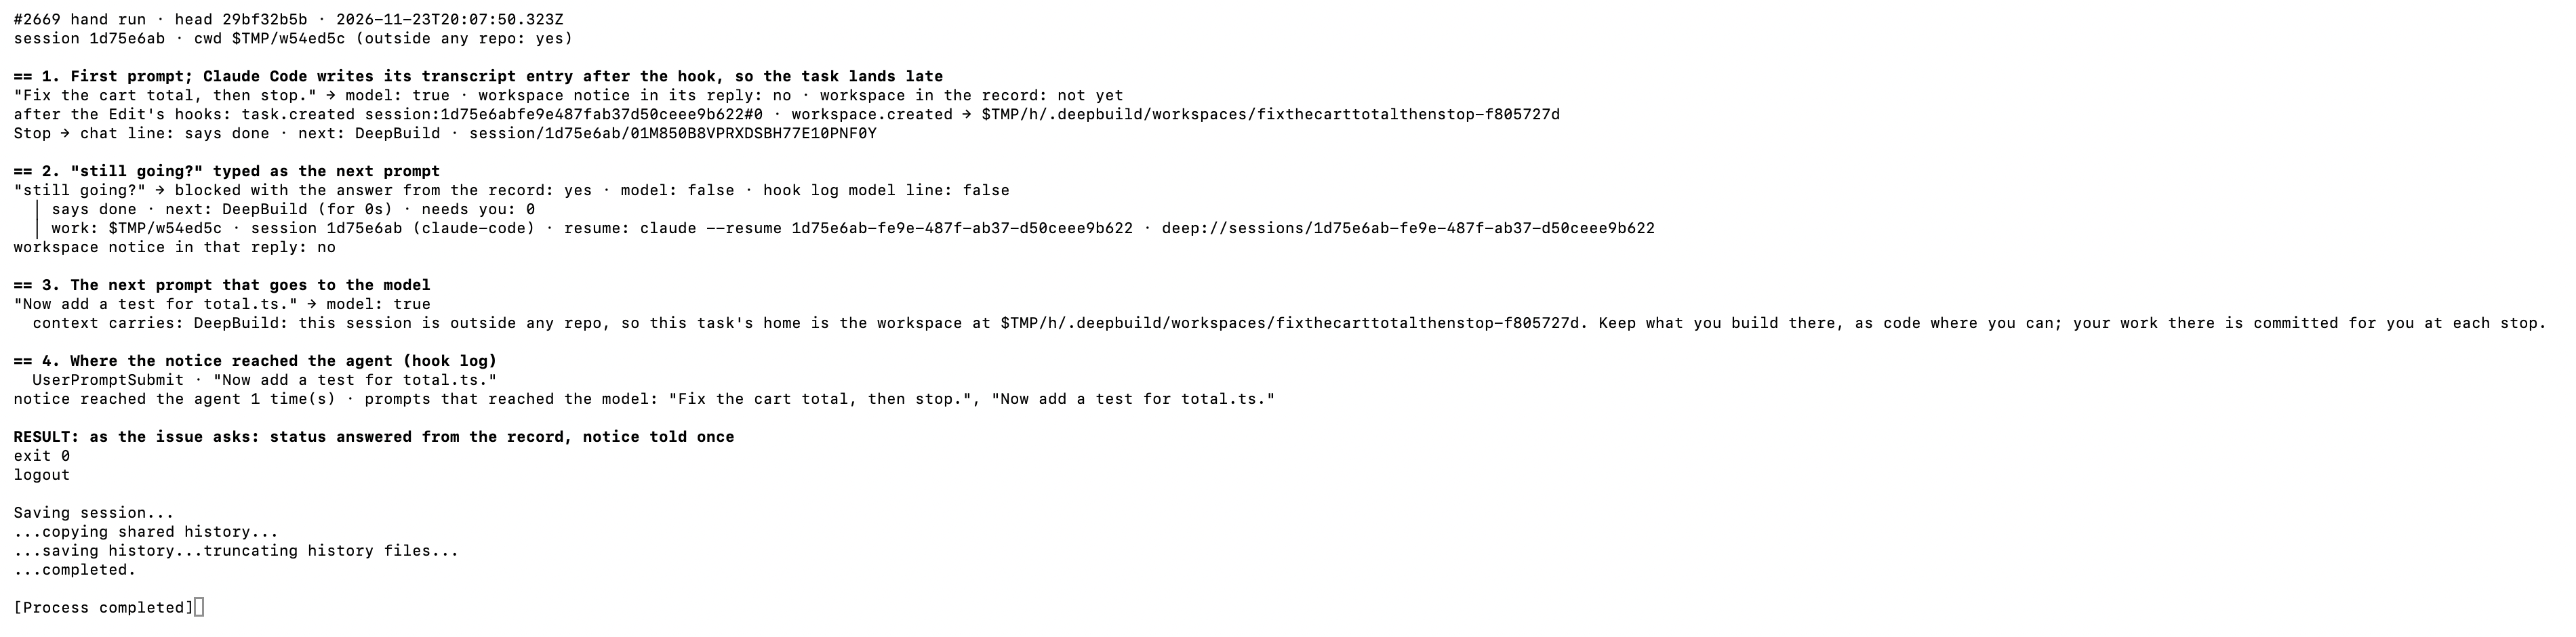 #2669 hand run · head 29bf32b5b · 2026-11-23T20:07:50.323Z
session 1d75e6ab · cwd $TMP/w54ed5c (outside any repo: yes)
== 1. First prompt; Claude Code writes its transcript entry after the hook, so the task lands late
"Fix the cart total, then stop." → model: true · workspace notice in its reply: no · workspace in the record: not yet
after the Edit's hooks: task.created session:1d75e6abfe9e487fab37d50ceee9b622#0 · workspace.created → $TMP/h/.deepbuild/workspaces/fixthecarttotalthenstop-f805727d
Stop → chat line: says done · next: DeepBuild · session/1d75e6ab/01M850B8VPRXDSBH77E10PNF0Y
== 2. "still going?" typed as the next prompt
"still going?" → blocked with the answer from the record: yes · model: false · hook log model line: false
│ says done · next: DeepBuild (for 0s) · needs you: 0
│ work: $TMP/w54ed5c · session 1d75e6ab (claude-code) · resume: claude --resume 1d75e6ab-fe9e-487f-ab37-d50ceee9b622 · deep://sessions/1d75e6ab-fe9e-487f-ab37-d50ceee9b622
workspace notice in that reply: no
== 3. The next prompt that goes to the model
"Now add a test for total.ts." → model: true
context carries: DeepBuild: this session is outside any repo, so this task's home is the workspace at $TMP/h/.deepbuild/workspaces/fixthecarttotalthenstop-f805727d. Keep what you build there, as code where you can; your work there is committed for you at each stop.
== 4. Where the notice reached the agent (hook log)
UserPromptSubmit · "Now add a test for total.ts."
notice reached the agent 1 time(s) · prompts that reached the model: "Fix the cart total, then stop.", "Now add a test for total.ts."
RESULT: as the issue asks: status answered from the record, notice told once
exit 0
logout
Saving session...
...copying shared history...
...saving history...truncating history files...
...completed.
[Process completed]